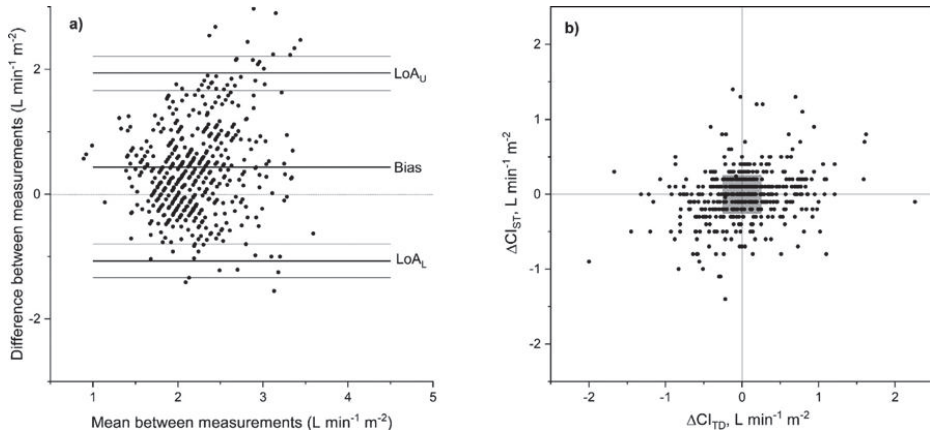 a)
Difference between measurements (L min⁻¹ m⁻²)
2
0
-2
LoA_U
Bias
LoA_L
1 2 3 4 5
Mean between measurements (L min⁻¹ m⁻²)
b)
ΔCI_ST, L min⁻¹ m⁻²
2
1
0
-1
-2
-2 -1 0 1 2
ΔCI_TD, L min⁻¹ m⁻²